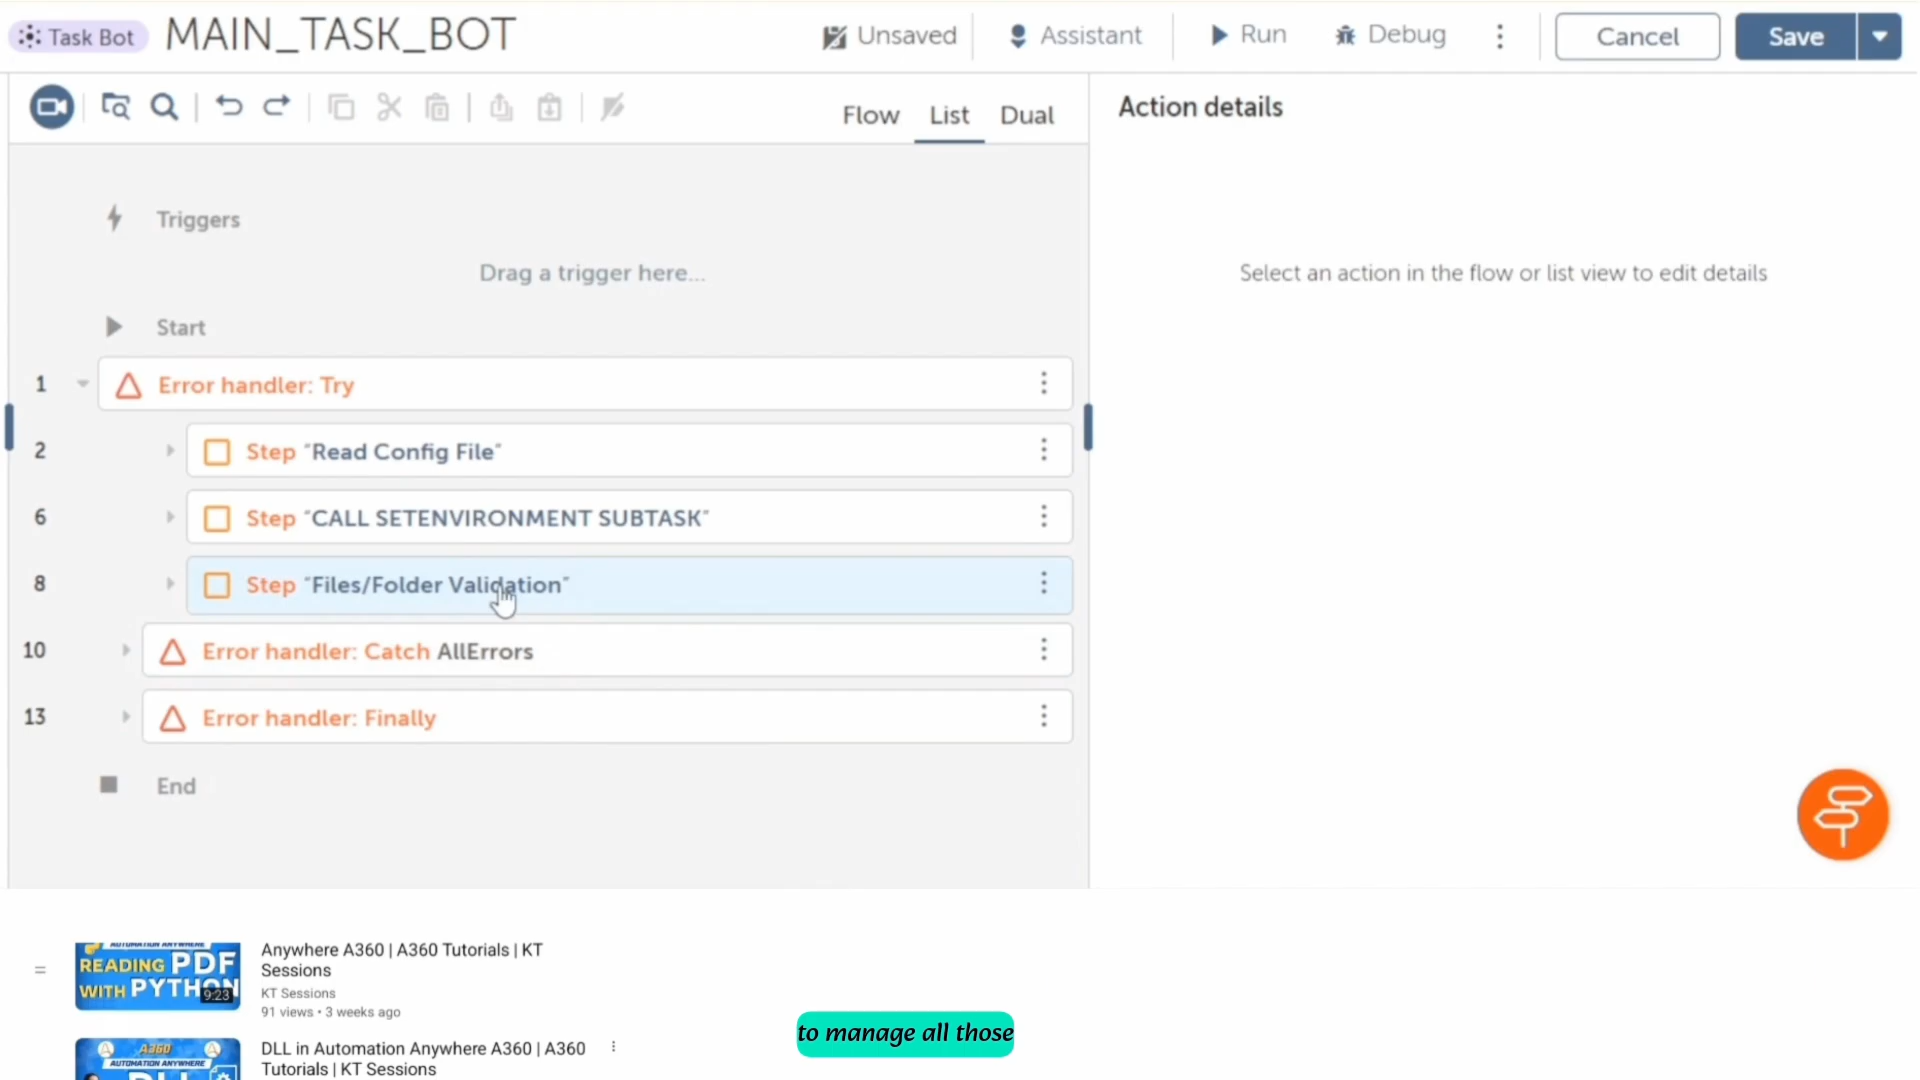 Task Bot
MAIN_TASK_BOT
Unsaved
Assistant
Run
Debug
Cancel
Save
Flow
List
Dual
Action details
Triggers
Drag a trigger here...
Select an action in the flow or list view to edit details
Start
1 Error handler: Try
2 Step "Read Config File"
6 Step "CALL SETENVIRONMENT SUBTASK"
8 Step "Files/Folder Validation"
10 Error handler: Catch AllErrors
13 Error handler: Finally
End
AUTOMATION ANYWHERE
READING PDF
WITH PYTHON
9:23
Anywhere A360 | A360 Tutorials | KT
Sessions
KT Sessions
91 views • 3 weeks ago
A360
AUTOMATION ANYWHERE
DLL in Automation Anywhere A360 | A360
Tutorials | KT Sessions
to manage all those